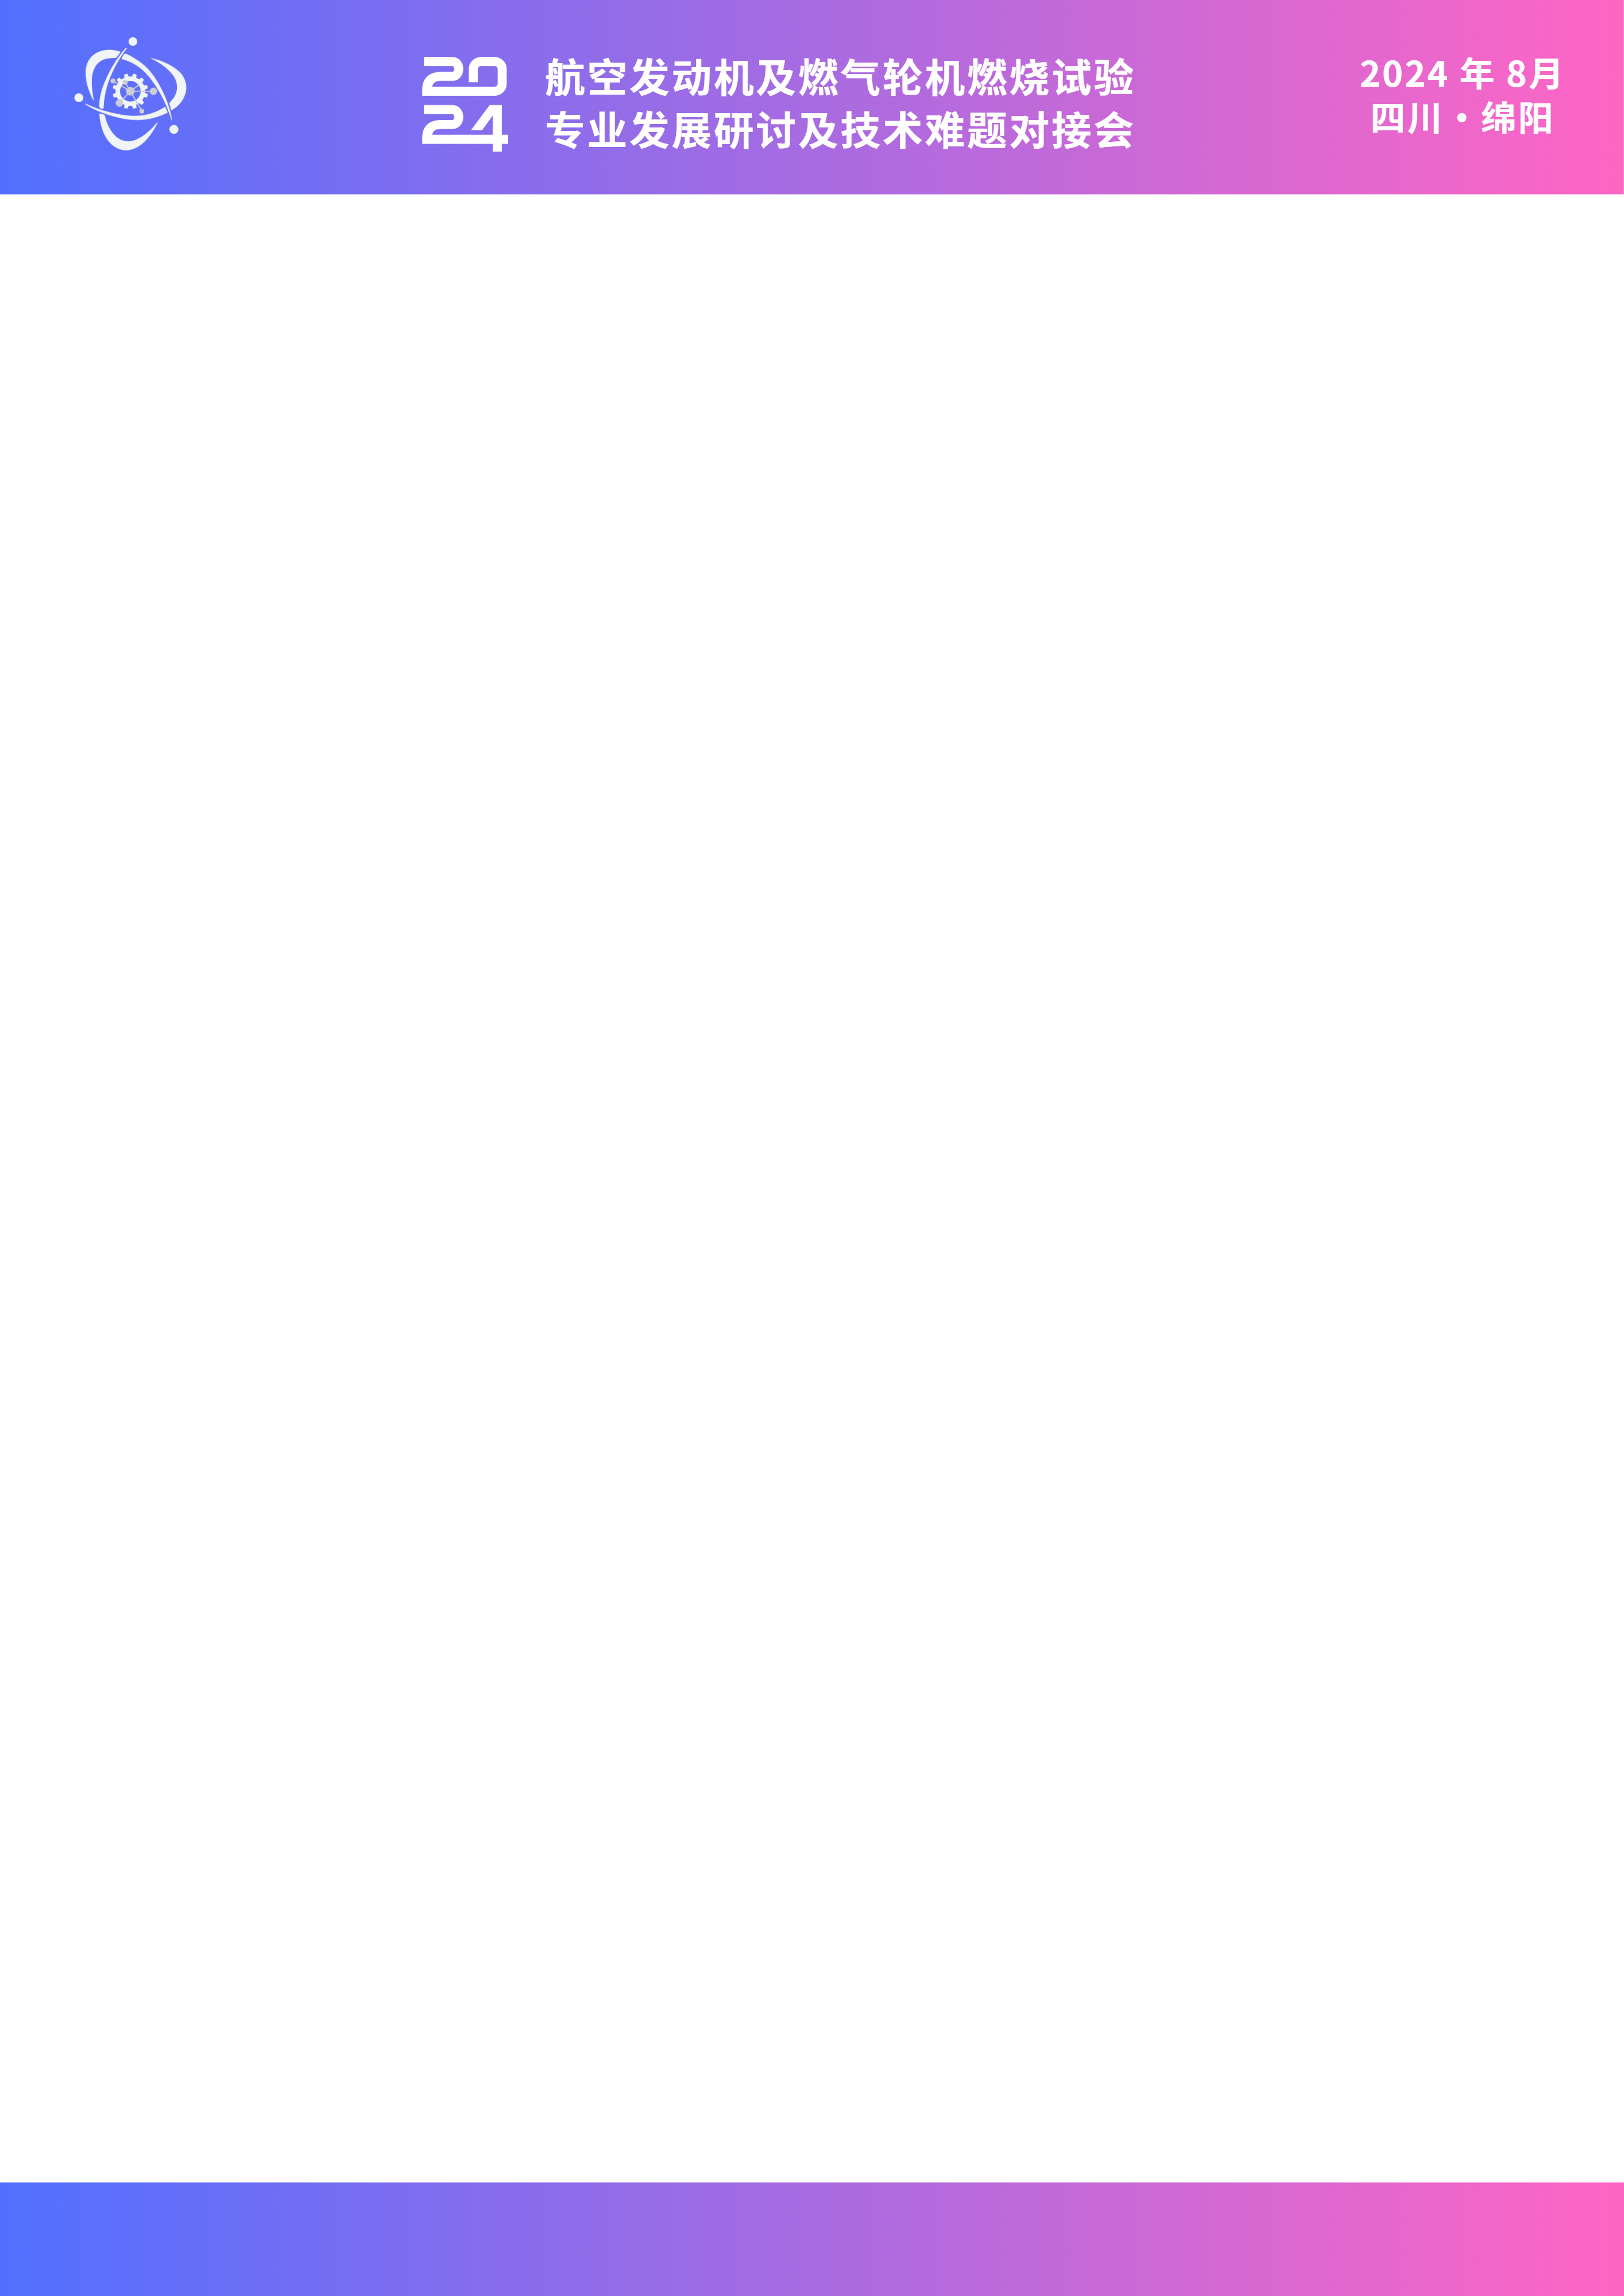 2024
航空发动机及燃气轮机燃烧试验
专业发展研讨及技术难题对接会
2024 年 8月
四川·绵阳